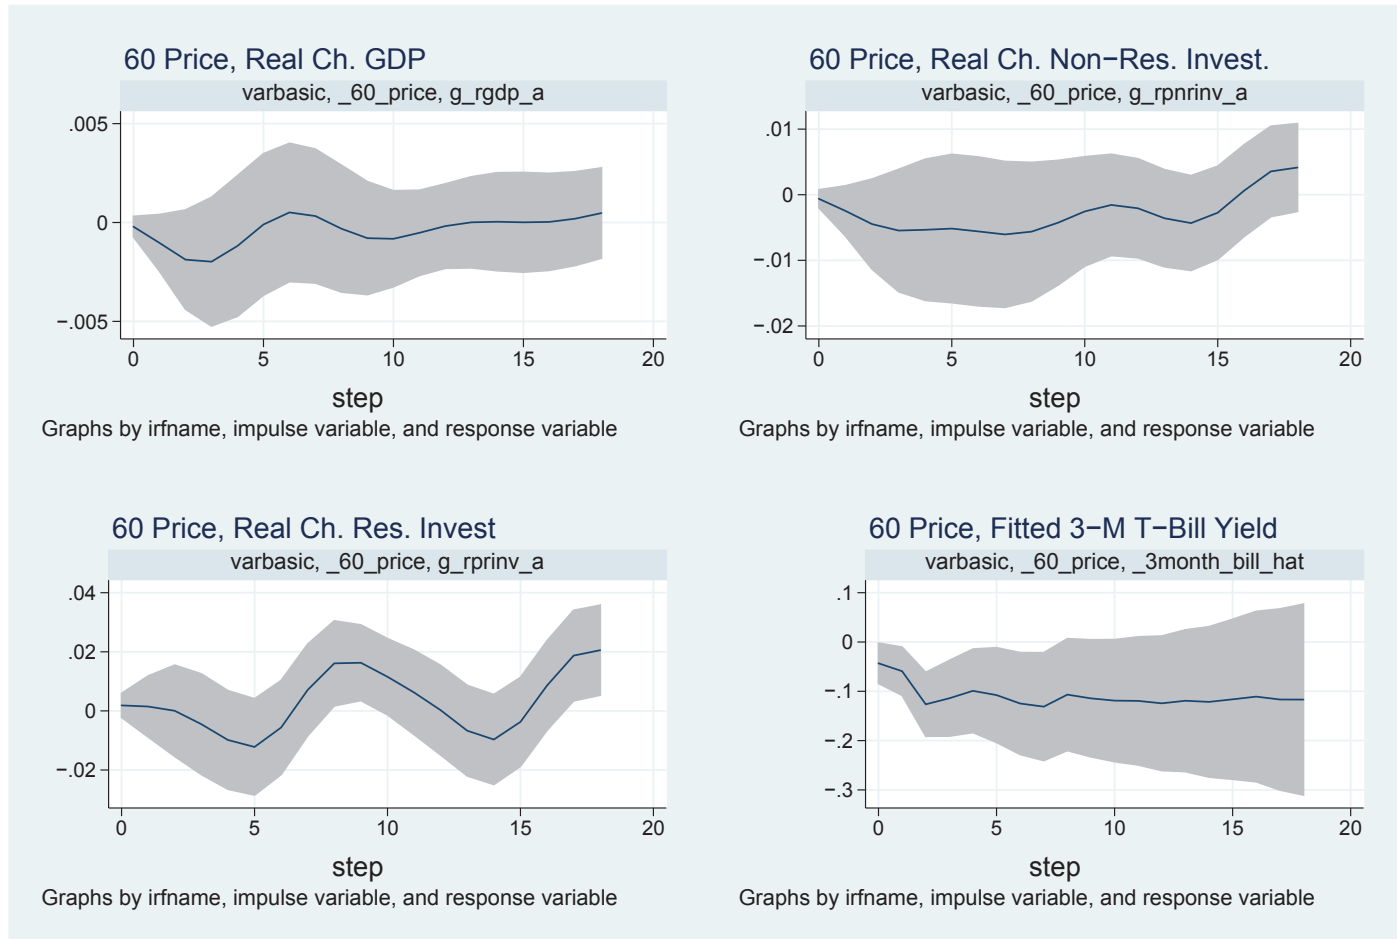 60 Price, Real Ch. GDP
varbasic, _60_price, g_rgdp_a
.005
0
−.005
0 5 10 15 20
step
Graphs by irfname, impulse variable, and response variable
60 Price, Real Ch. Non−Res. Invest.
varbasic, _60_price, g_rpnrinv_a
.01
0
−.01
−.02
0 5 10 15 20
step
Graphs by irfname, impulse variable, and response variable
60 Price, Real Ch. Res. Invest
varbasic, _60_price, g_rprinv_a
.04
.02
0
−.02
0 5 10 15 20
step
Graphs by irfname, impulse variable, and response variable
60 Price, Fitted 3−M T−Bill Yield
varbasic, _60_price, _3month_bill_hat
.1
0
−.1
−.2
−.3
0 5 10 15 20
step
Graphs by irfname, impulse variable, and response variable